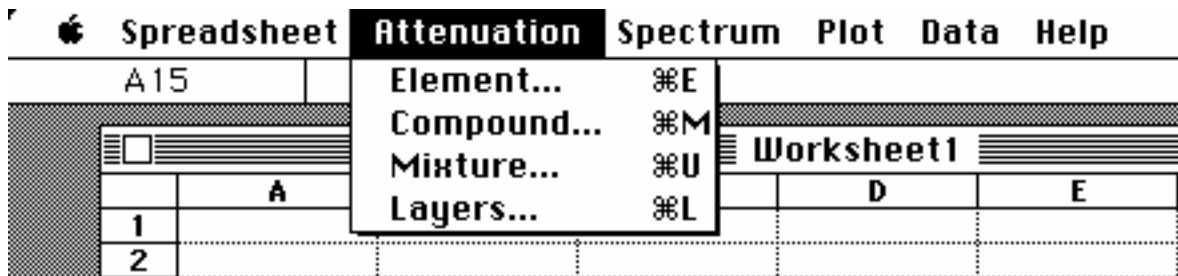 Spreadsheet Attenuation Spectrum Plot Data Help
A15
Element... ⌘E
Compound... ⌘M
Mixture... ⌘U
Layers... ⌘L
Worksheet1
A D E
1
2